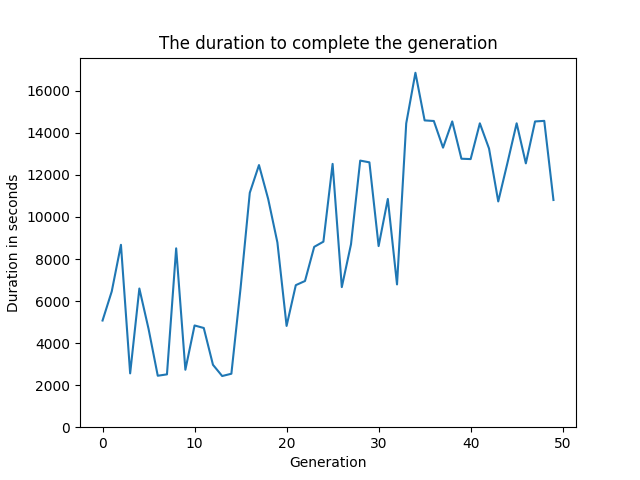 The duration to complete the generation
Duration in seconds
16000
14000
12000
10000
8000
6000
4000
2000
0
0 10 20 30 40 50
Generation